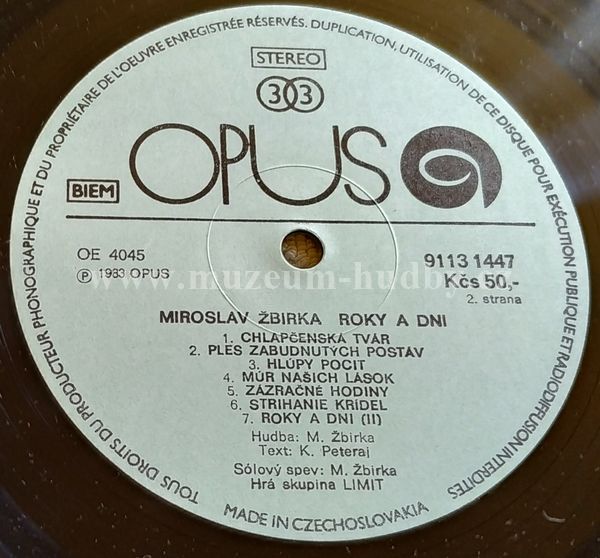 TOUS DROITS DU PRODUCTEUR PHONOGRAPHIQUE ET DU PROPRIÉTAIRE DE L'OEUVRE ENREGISTRÉE RÉSERVÉS. DUPLICATION, UTILISATION DE CE DISQUE POUR EXÉCUTION PUBLIQUE ET RADIODIFFUSION INTERDITES
STEREO
33
OPUS
BIEM
OE 4045
9113 1447
℗ 1983 OPUS
Kčs 50,-
2. strana
www.muzeum-hudby.cz
MIROSLAV ŽBIRKA ROKY A DNI
1. CHLAPČENSKÁ TVÁR
2. PLES ZABUDNUTÝCH POSTÁV
3. HLÚPY POCIT
4. MÚR NAŠICH LÁSOK
5. ZÁZRAČNÉ HODINY
6. STRIHANIE KRÍDEL
7. ROKY A DNI (II)
Hudba: M. Žbirka
Text: K. Peteraj
Sólový spev: M. Žbirka
Hrá skupina LIMIT
MADE IN CZECHOSLOVAKIA